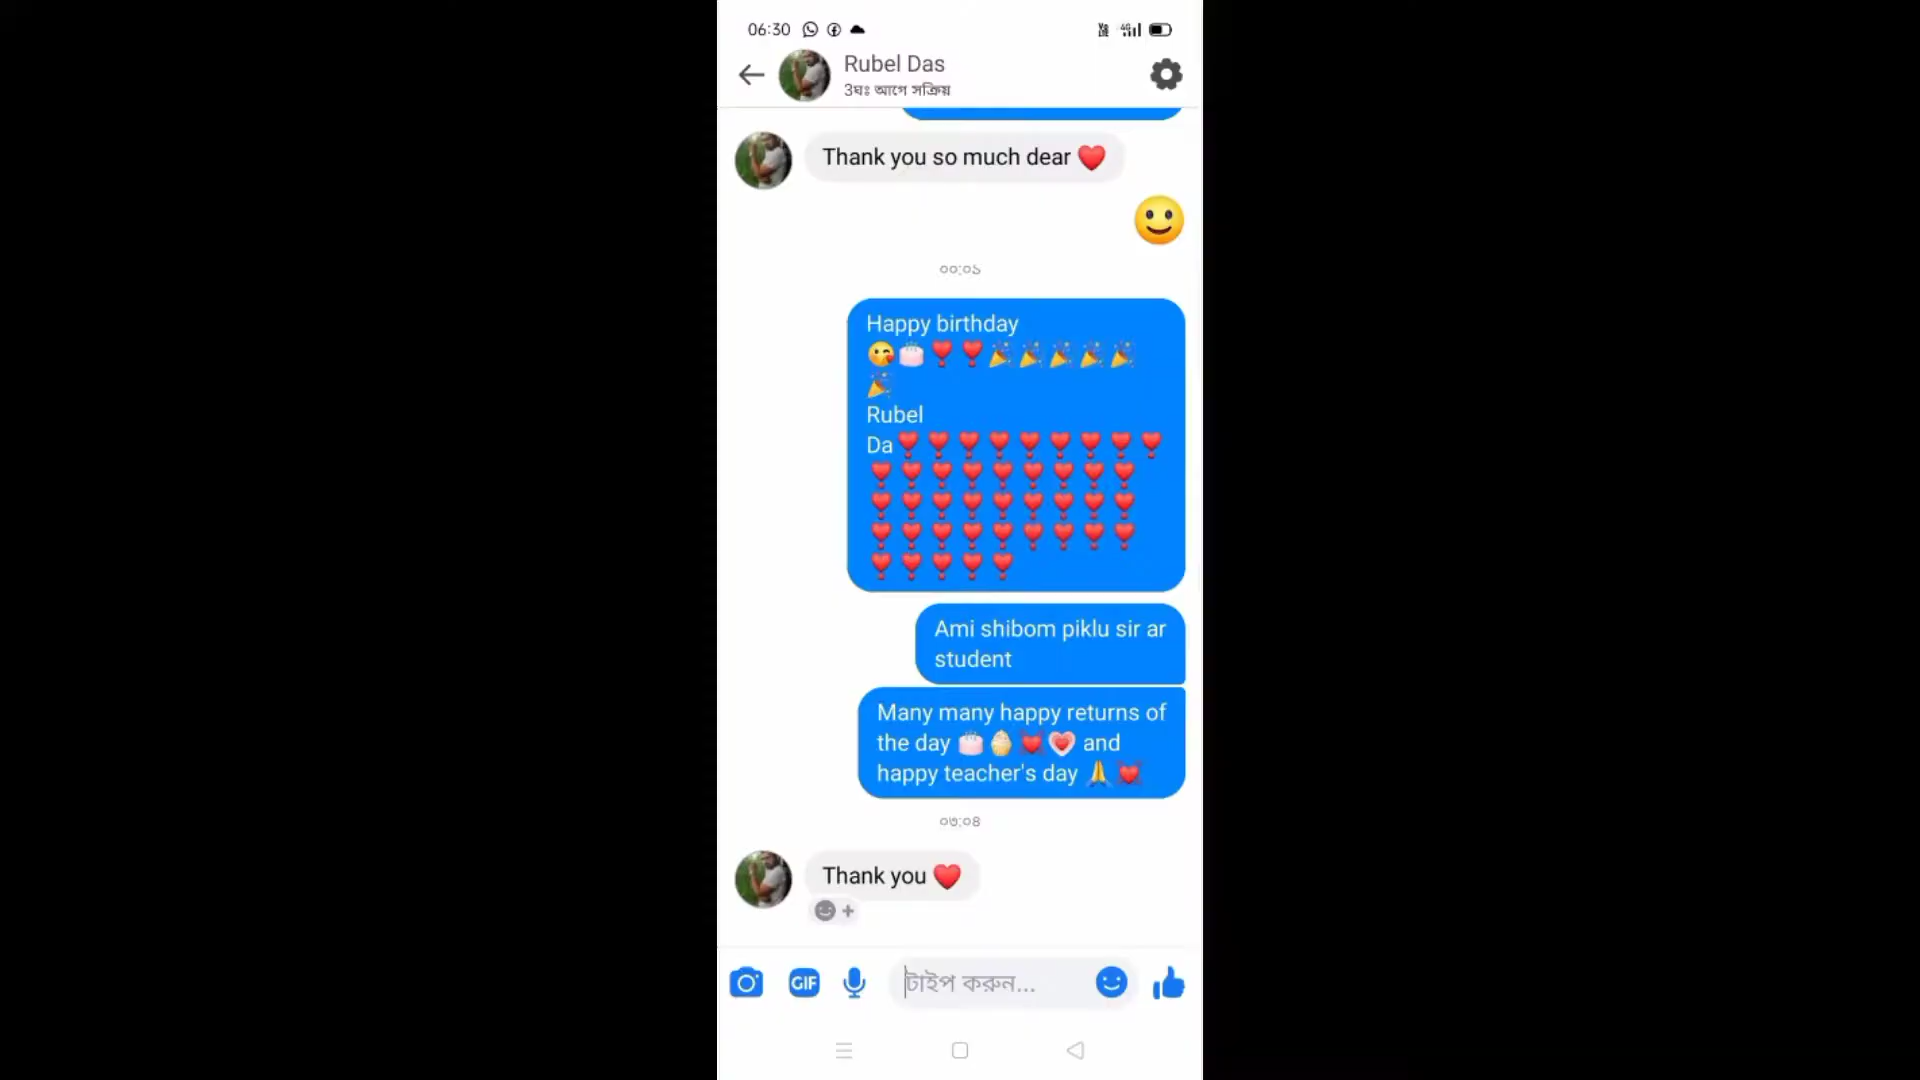 06:30
Rubel Das
3ঘঃ আগে সক্রিয়
Thank you so much dear ❤️
🙂
০০:০১
Happy birthday
😘🎂❣️❣️🎉🎉🎉🎉🎉
🎉
Rubel
Da❣️❣️❣️❣️❣️❣️❣️❣️❣️
❣️❣️❣️❣️❣️❣️❣️❣️❣️
❣️❣️❣️❣️❣️❣️❣️❣️❣️
❣️❣️❣️❣️❣️❣️❣️❣️❣️
❣️❣️❣️❣️❣️
Ami shibom piklu sir ar
student
Many many happy returns of
the day 🎂🧁💓💗 and
happy teacher's day 🙏💓
০৩:০৪
Thank you ❤️
GIF
টাইপ করুন...